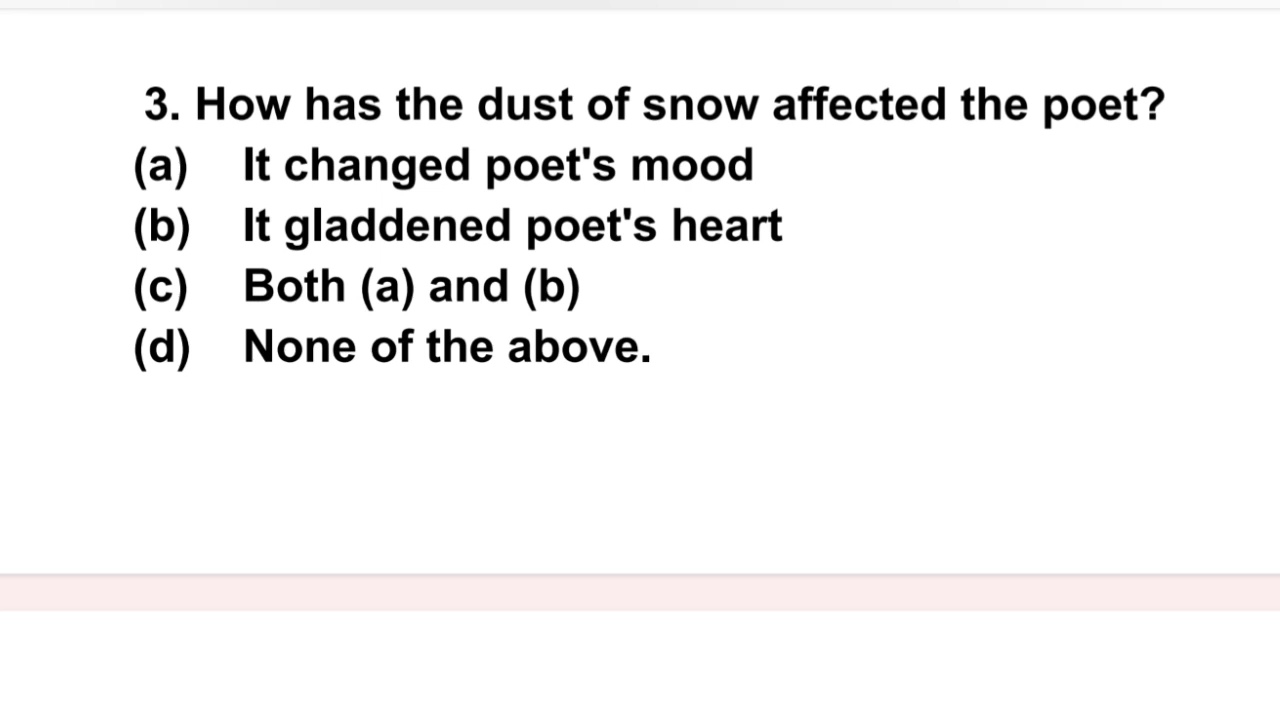 3. How has the dust of snow affected the poet?
(a) It changed poet's mood
(b) It gladdened poet's heart
(c) Both (a) and (b)
(d) None of the above.